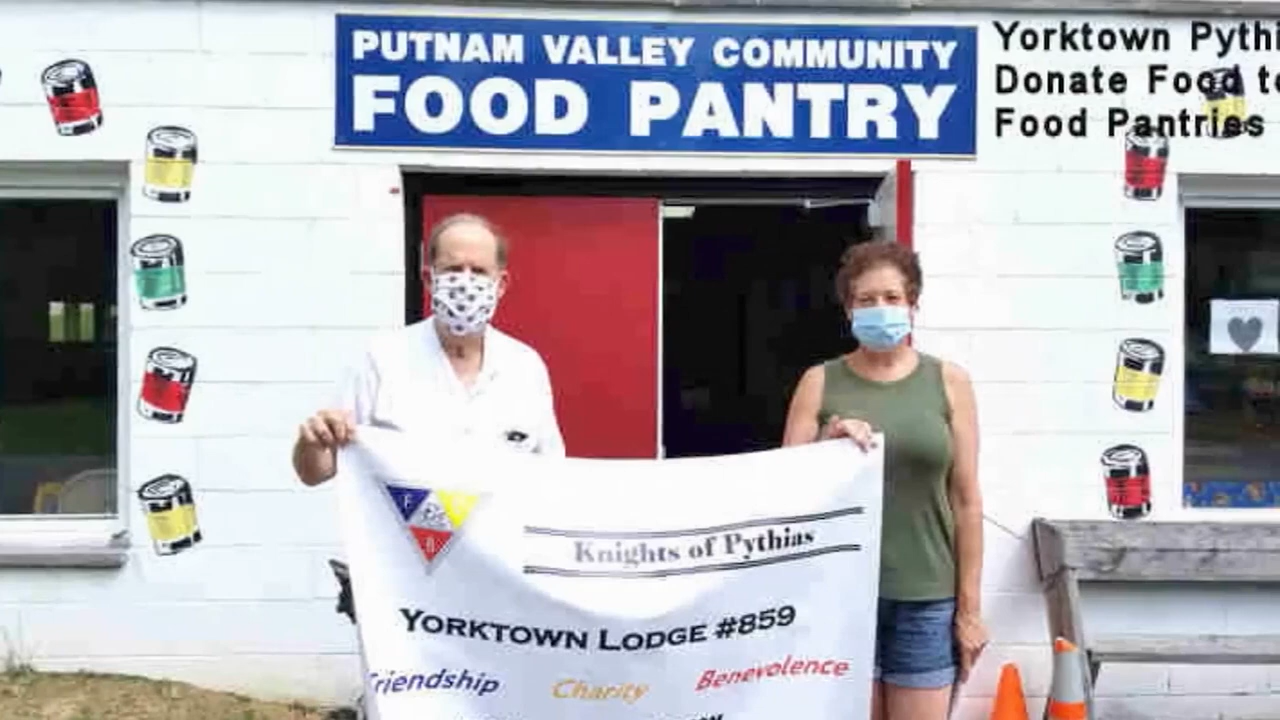 PUTNAM VALLEY COMMUNITY
FOOD PANTRY
Yorktown Pythi
Donate Food to
Food Pantries
F
B
Knights of Pythias
YORKTOWN LODGE #859
Friendship Charity Benevolence